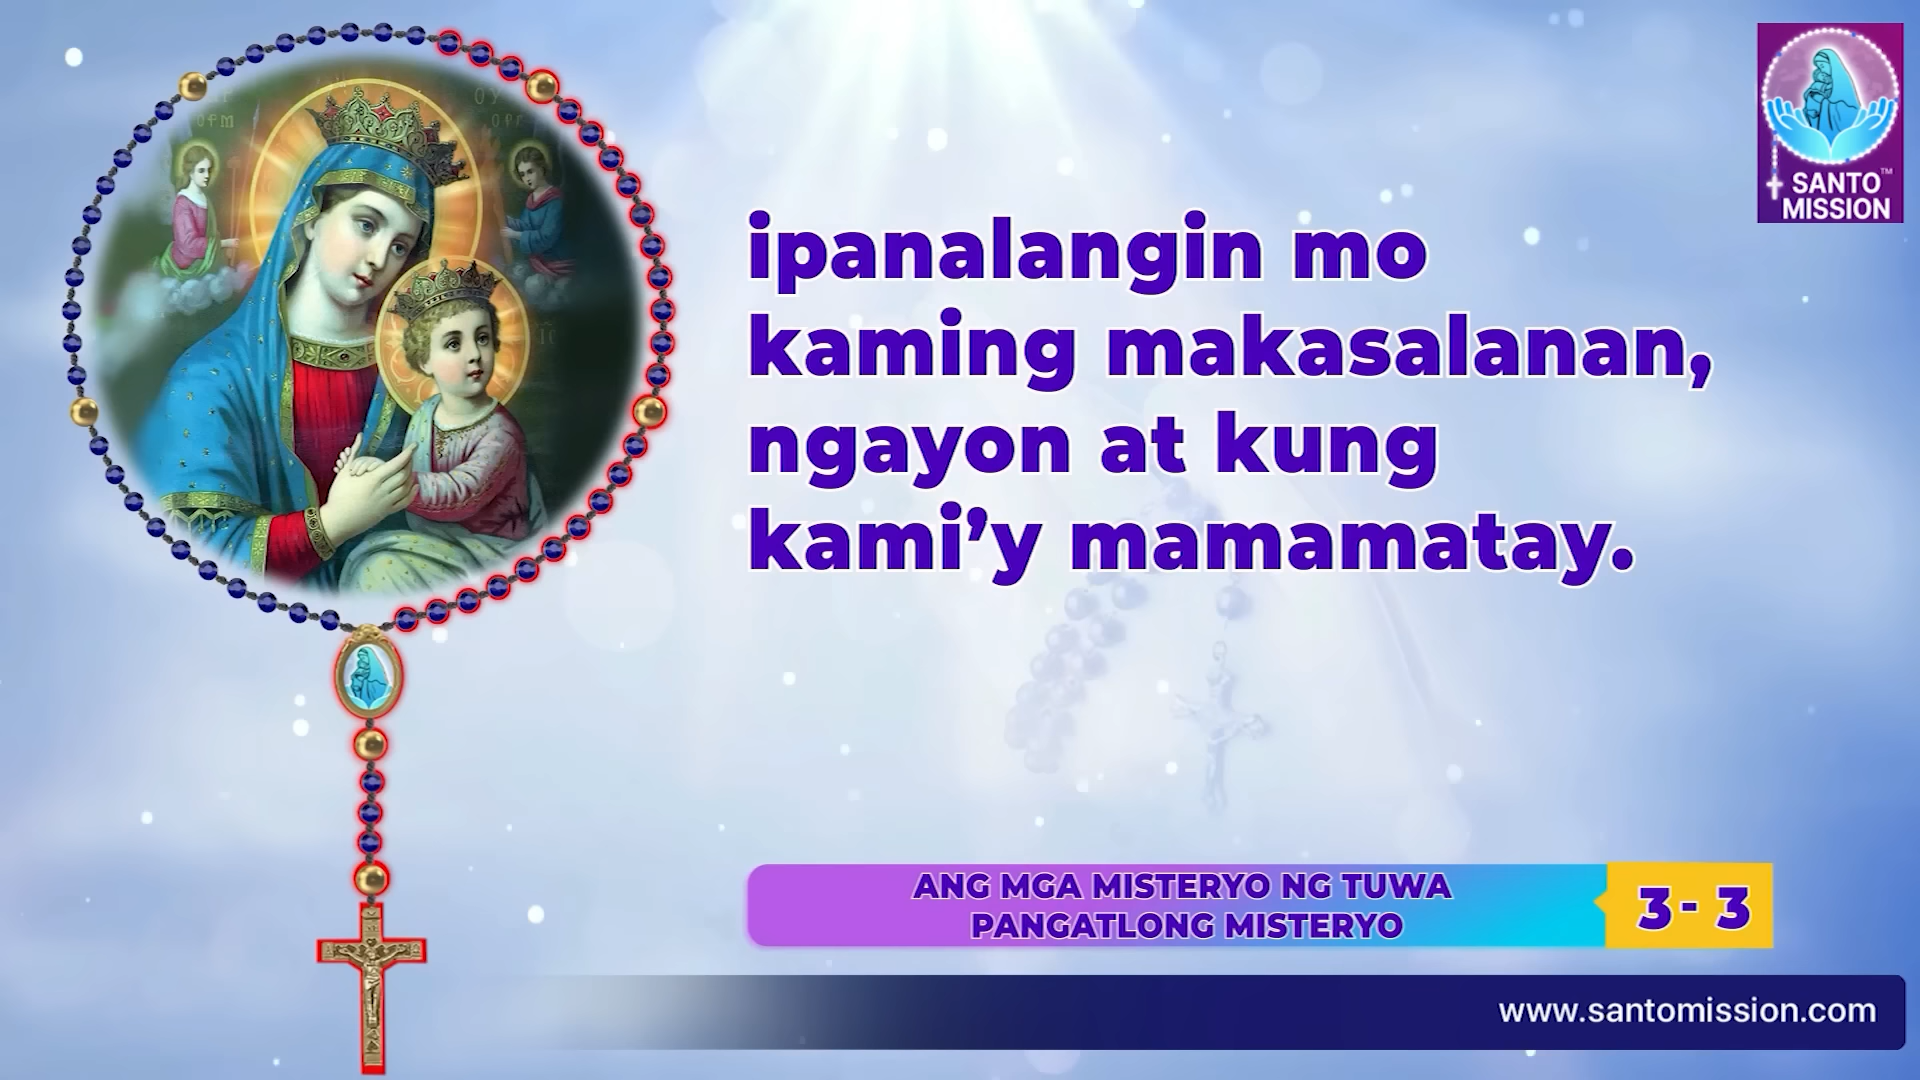 SANTO™
MISSION
ipanalangin mo
kaming makasalanan,
ngayon at kung
kami’y mamamatay.
ANG MGA MISTERYO NG TUWA
PANGATLONG MISTERYO
3 - 3
www.santomission.com